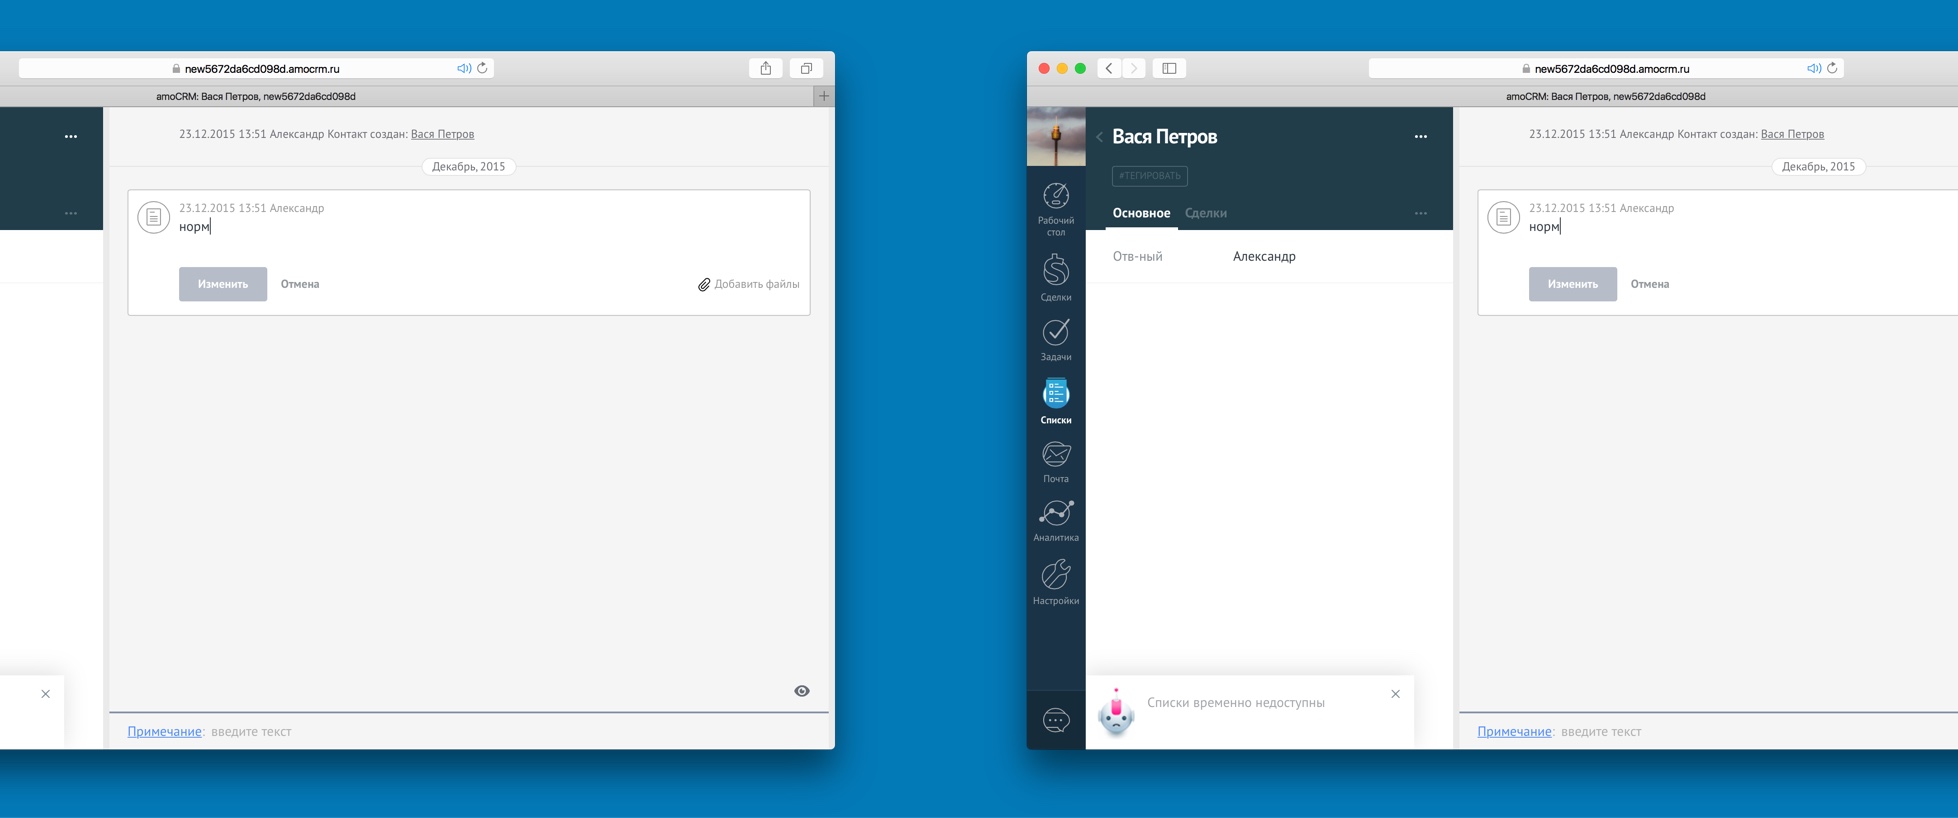 new5672da6cd098d.amocrm.ru
amoCRM: Вася Петров, new5672da6cd098d
23.12.2015 13:51 Александр Контакт создан: Вася Петров
Декабрь, 2015
23.12.2015 13:51 Александр
норм
Изменить
Отмена
Добавить файлы
Примечание: введите текст
new5672da6cd098d.amocrm.ru
amoCRM: Вася Петров, new5672da6cd098d
Вася Петров
#ТЕГИРОВАТЬ
Основное
Сделки
Отв-ный
Александр
Рабочий
стол
Сделки
Задачи
Списки
Почта
Аналитика
Настройки
Списки временно недоступны
23.12.2015 13:51 Александр Контакт создан: Вася Петров
Декабрь, 2015
23.12.2015 13:51 Александр
норм
Изменить
Отмена
Примечание: введите текст